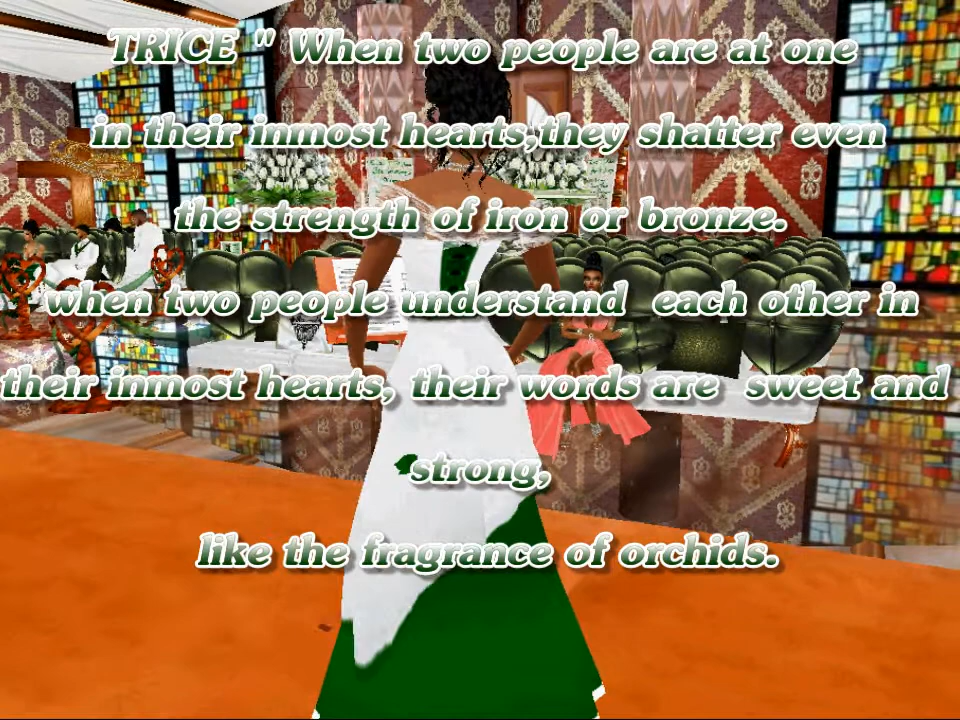 TRICE " When two people are at one
in their inmost hearts,they shatter even
the strength of iron or bronze.
when two people understand each other in
their inmost hearts, their words are sweet and
strong,
like the fragrance of orchids.